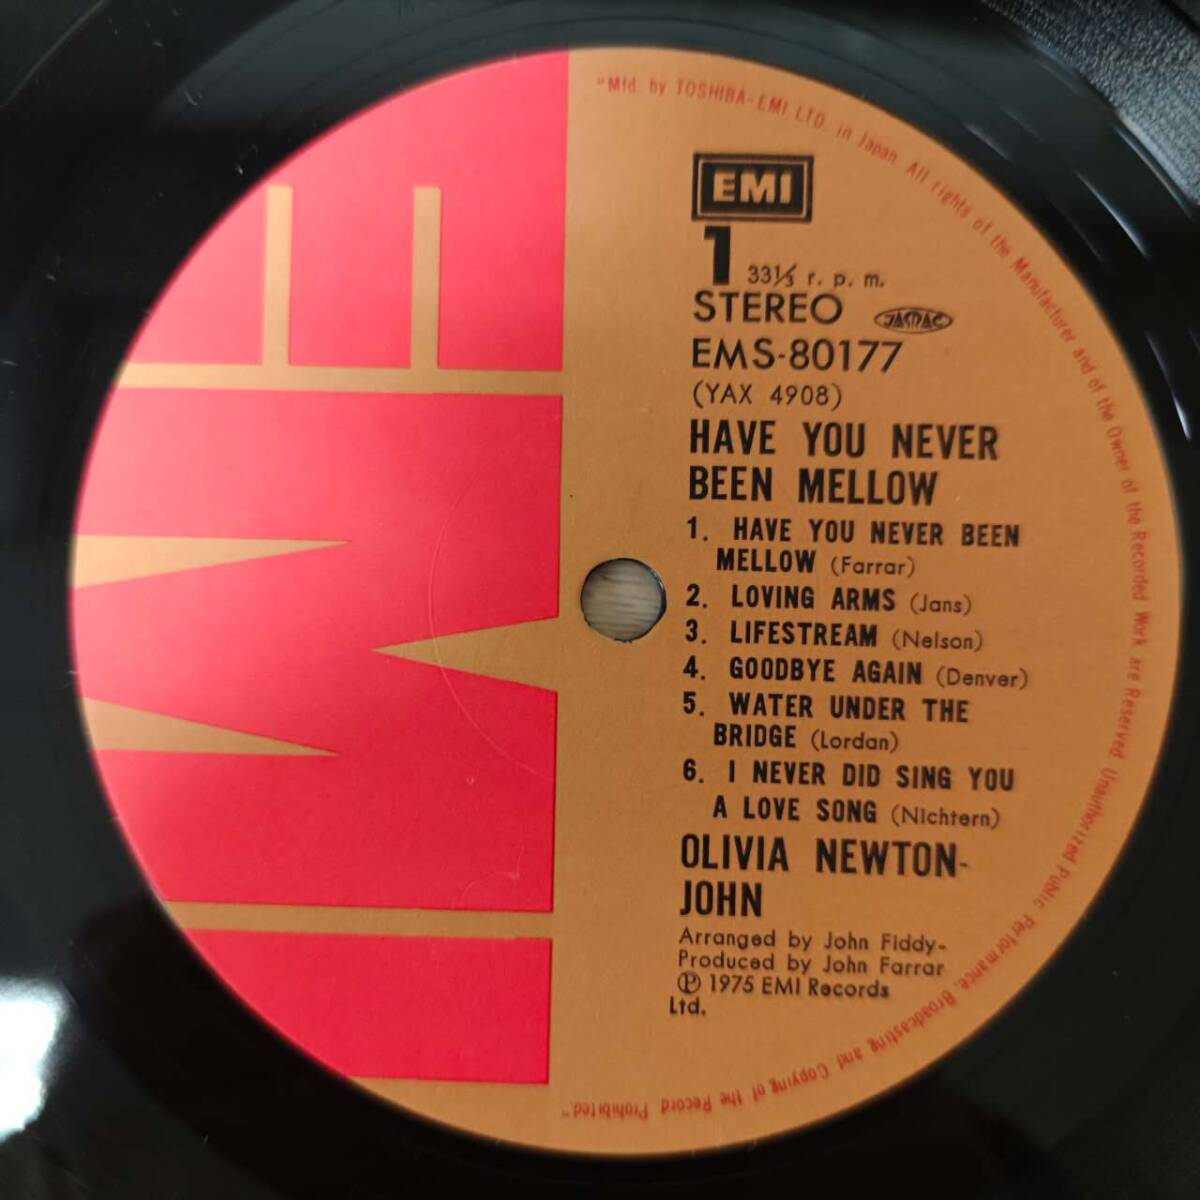 "Mfd. by TOSHIBA-EMI LTD. in Japan. All rights of the Manufacturer and of the Owner of the Recorded Work are Reserved. Unauthorized Public Performance, Broadcasting and Copying of the Record Prohibited."
EMI
1 33⅓ r. p. m.
STEREO JASRAC
EMS-80177
(YAX 4908)
HAVE YOU NEVER
BEEN MELLOW
1. HAVE YOU NEVER BEEN
MELLOW (Farrar)
2. LOVING ARMS (Jans)
3. LIFESTREAM (Nelson)
4. GOODBYE AGAIN (Denver)
5. WATER UNDER THE
BRIDGE (Lordan)
6. I NEVER DID SING YOU
A LOVE SONG (Nichtern)
OLIVIA NEWTON-
JOHN
Arranged by John Fiddy-
Produced by John Farrar
Ⓟ 1975 EMI Records
Ltd.
EMI